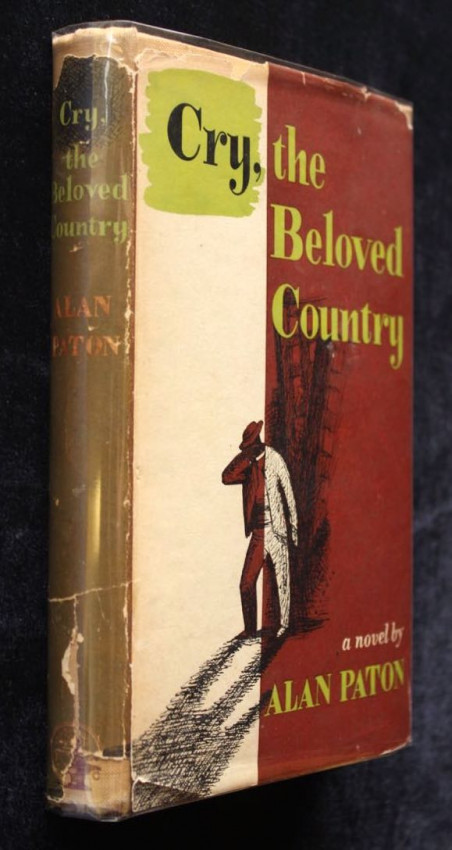 Cry,
the
Beloved
Country
ALAN
PATON
Cry, the
Beloved
Country
a novel by
ALAN PATON